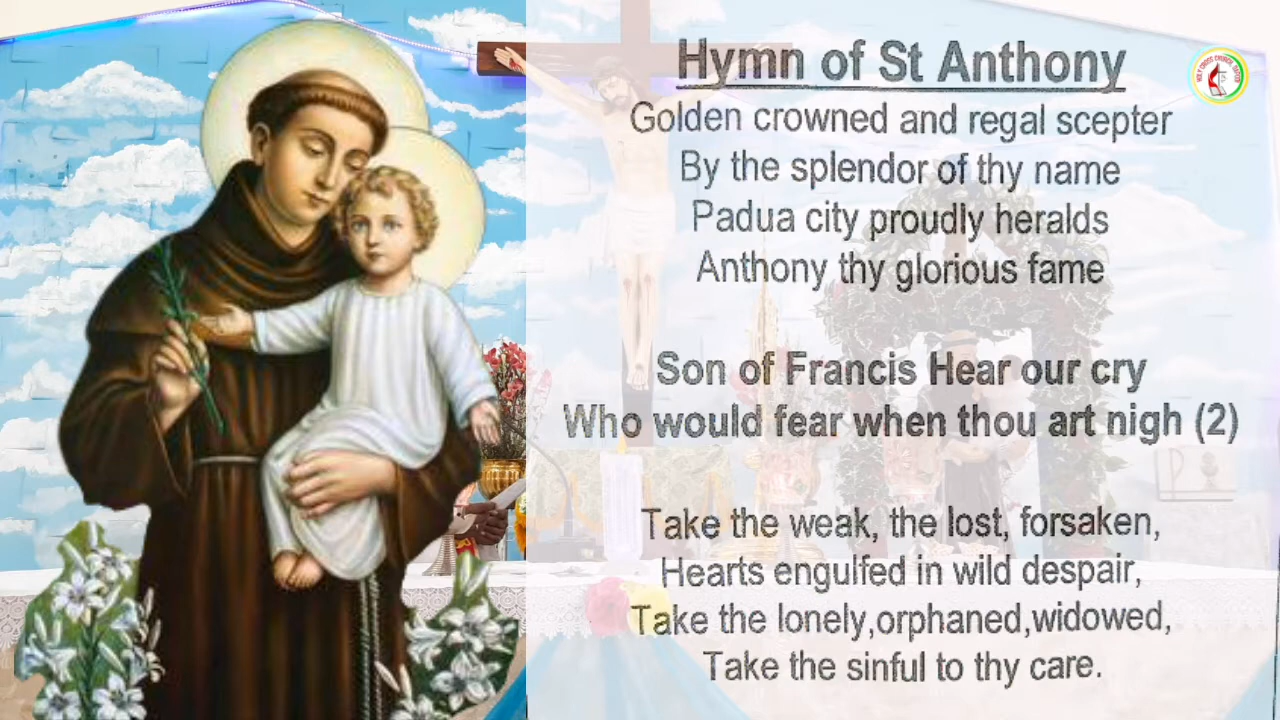 Hymn of St Anthony
Golden crowned and regal scepter
By the splendor of thy name
Padua city proudly heralds
Anthony thy glorious fame
Son of Francis Hear our cry
Who would fear when thou art nigh (2)
Take the weak, the lost, forsaken,
Hearts engulfed in wild despair,
Take the lonely,orphaned,widowed,
Take the sinful to thy care.
HOLY CROSS CHURCH